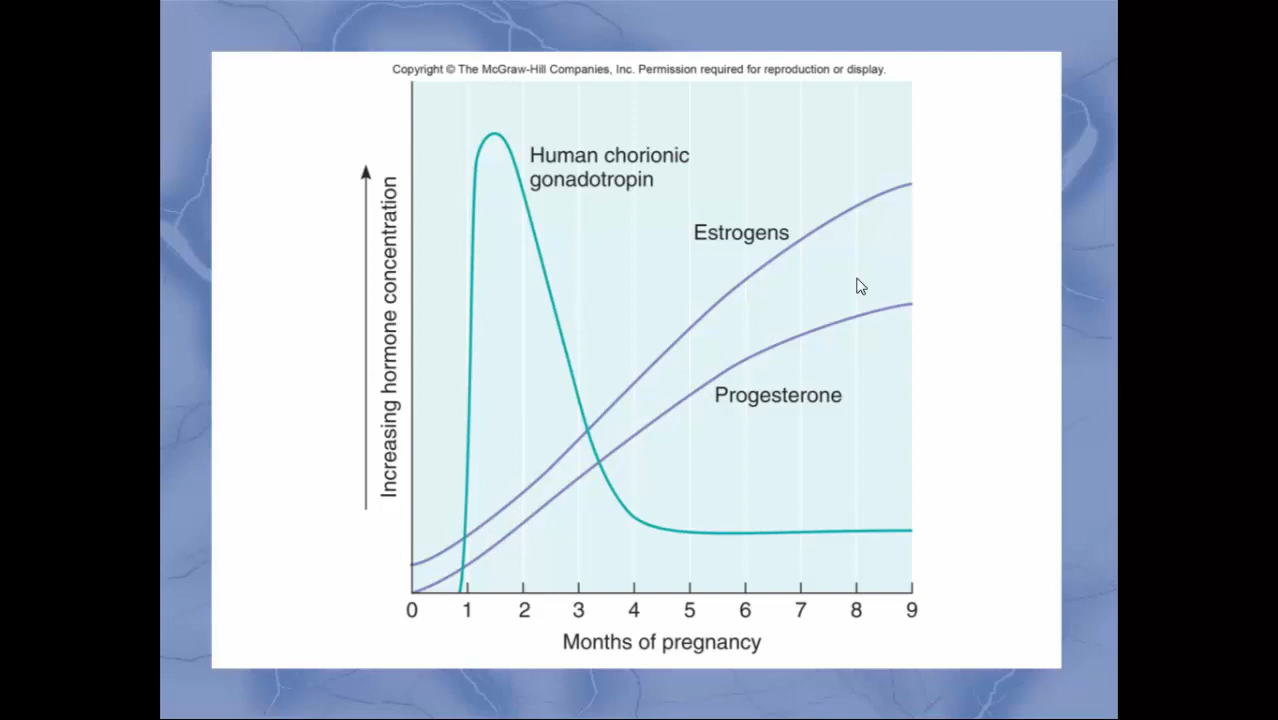 Copyright © The McGraw-Hill Companies, Inc. Permission required for reproduction or display.
Human chorionic
gonadotropin
Estrogens
Progesterone
Increasing hormone concentration
0 1 2 3 4 5 6 7 8 9
Months of pregnancy